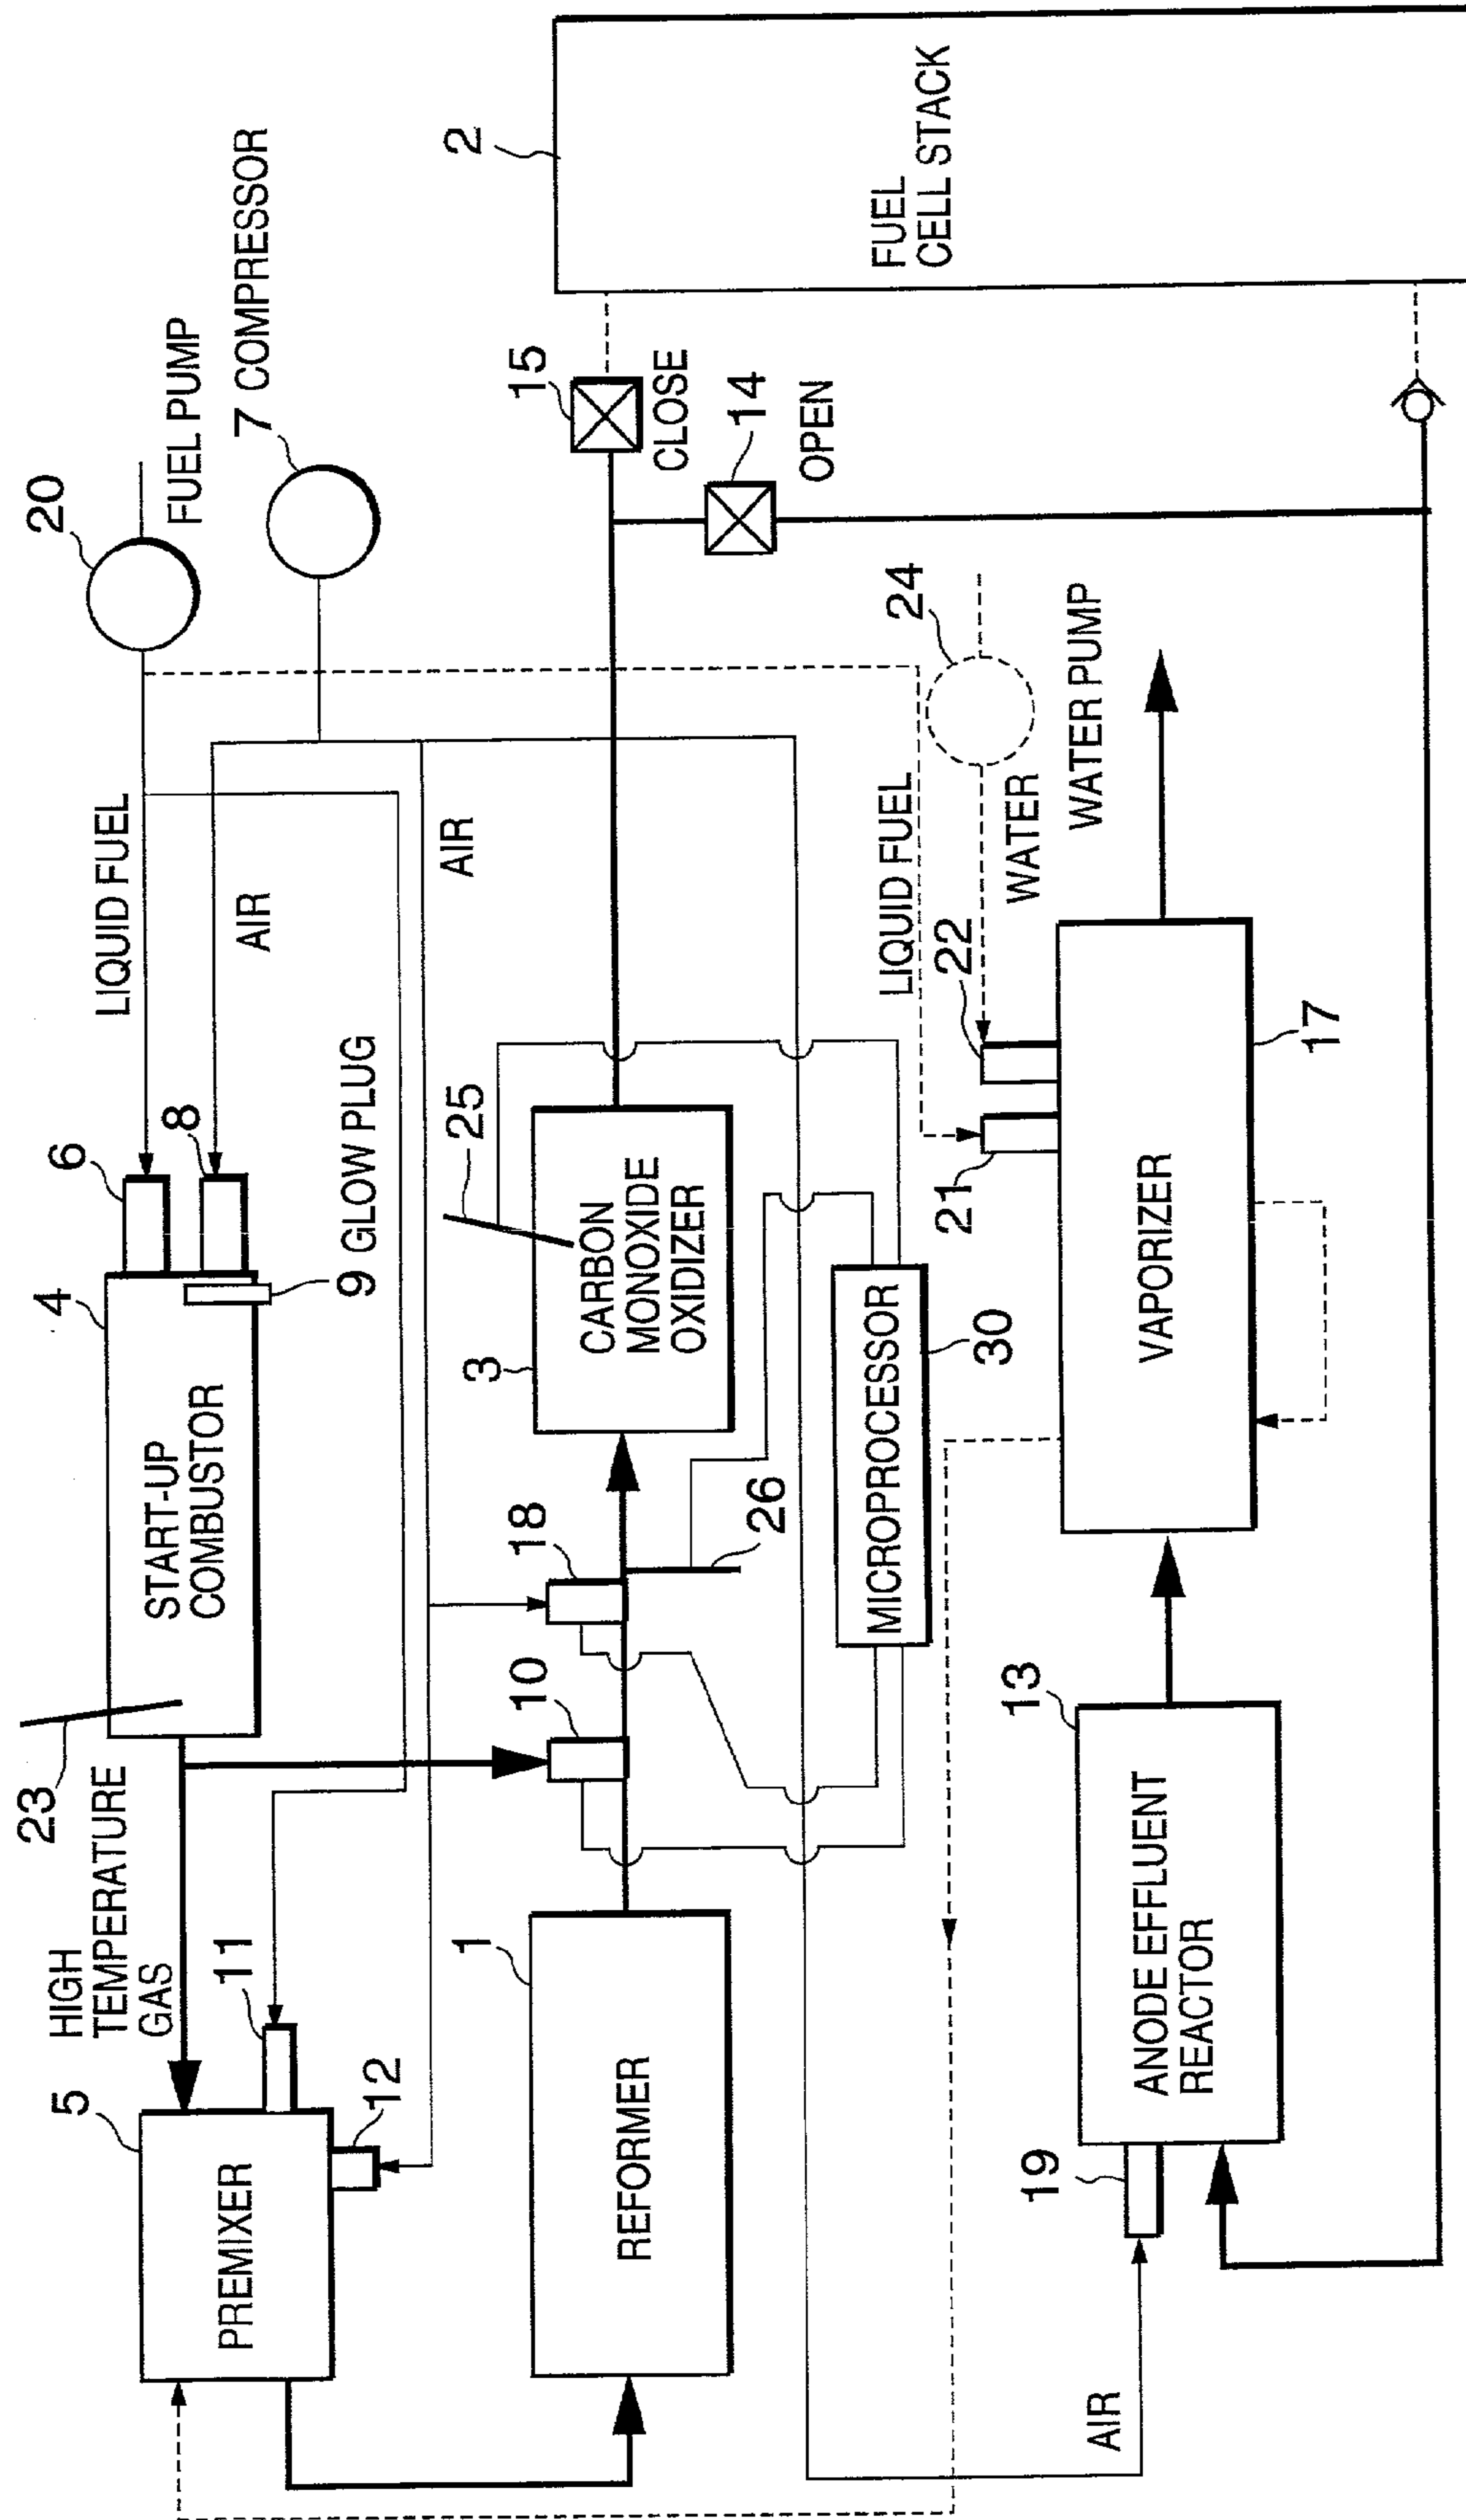 20
FUEL PUMP
7 COMPRESSOR
2
FUEL
CELL STACK
15
CLOSE
14
OPEN
24
WATER PUMP
WATER
LIQUID FUEL
AIR
AIR
LIQUID FUEL
6
8
9 GLOW PLUG
4
START-UP
COMBUSTOR
23
HIGH
TEMPERATURE
GAS
25
3
CARBON
MONOXIDE
OXIDIZER
18
26
10
MICROPROCESSOR
30
22
21
VAPORIZER
17
5
PREMIXER
11
12
1
REFORMER
13
ANODE EFFLUENT
REACTOR
19
AIR